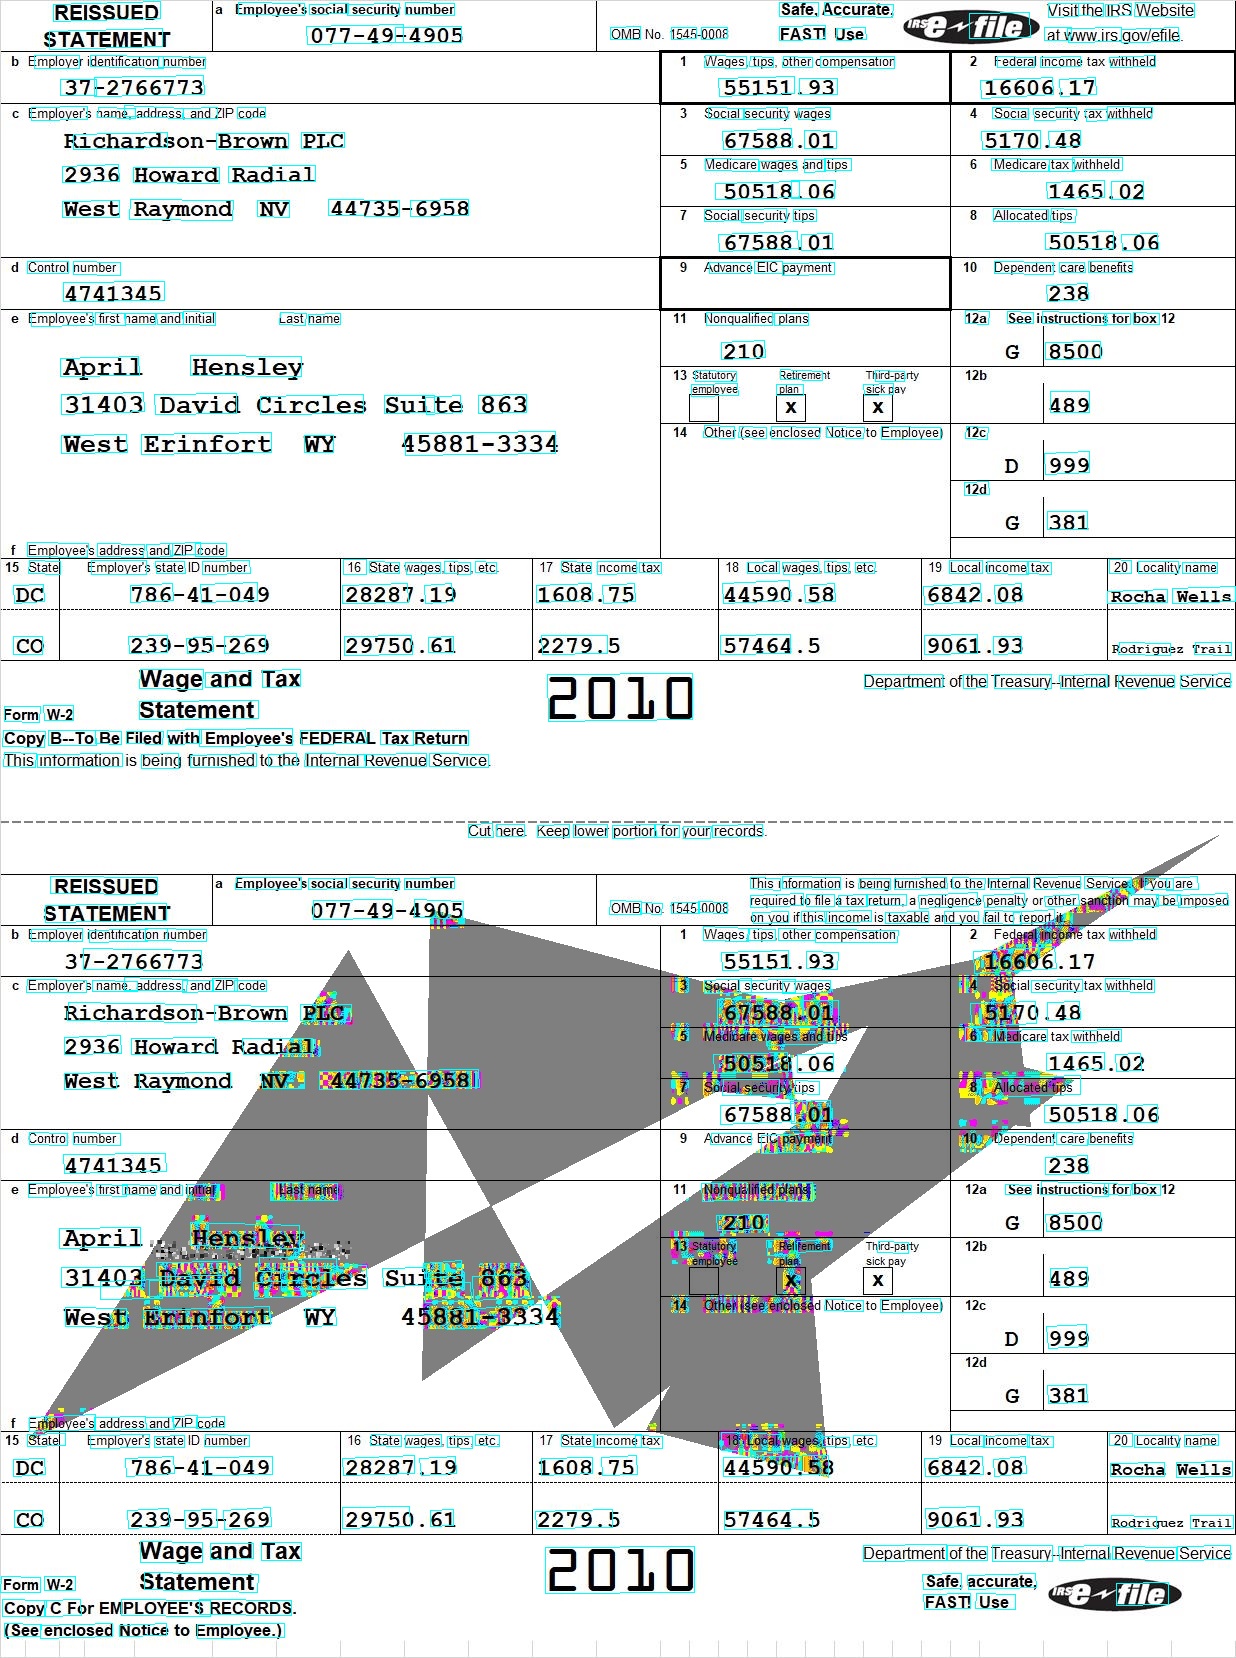 REISSUED STATEMENT
a Employee's social security number
077-49-4905
OMB No. 1545-0008
Safe, Accurate, FAST! Use
IRS e-file
Visit the IRS Website at www.irs.gov/efile.
b Employer identification number
37-2766773
1 Wages, tips, other compensation
55151.93
2 Federal income tax withheld
16606.17
c Employer's name, address, and ZIP code
Richardson-Brown PLC
2936 Howard Radial
West Raymond NV 44735-6958
3 Social security wages
67588.01
4 Social security tax withheld
5170.48
5 Medicare wages and tips
50518.06
6 Medicare tax withheld
1465.02
7 Social security tips
67588.01
8 Allocated tips
50518.06
d Control number
4741345
9 Advance EIC payment
10 Dependent care benefits
238
e Employee's first name and initial Last name
April Hensley
31403 David Circles Suite 863
West Erinfort WY 45881-3334
11 Nonqualified plans
210
12a See instructions for box 12
G 8500
13 Statutory employee
Retirement plan
X
Third-party sick pay
X
12b
489
14 Other (see enclosed Notice to Employee)
12c
D 999
12d
G 381
f Employee's address and ZIP code
15 State Employer's state ID number 16 State wages, tips, etc. 17 State income tax 18 Local wages, tips, etc. 19 Local income tax 20 Locality name
DC 786-41-049 28287.19 1608.75 44590.58 6842.08 Rocha Wells
CO 239-95-269 29750.61 2279.5 57464.5 9061.93 Rodriguez Trail
Form W-2
Wage and Tax Statement
2010
Department of the Treasury--Internal Revenue Service
Copy B--To Be Filed with Employee's FEDERAL Tax Return
This information is being furnished to the Internal Revenue Service.
Cut here. Keep lower portion for your records.
REISSUED STATEMENT
a Employee's social security number
077-49-4905
OMB No. 1545-0008
This information is being furnished to the Internal Revenue Service. If you are
required to file a tax return, a negligence penalty or other sanction may be imposed
on you if this income is taxable and you fail to report it.
b Employer identification number
37-2766773
1 Wages, tips, other compensation
55151.93
2 Federal income tax withheld
16606.17
c Employer's name, address, and ZIP code
Richardson-Brown PLC
2936 Howard Radial
West Raymond NV 44735-6958
3 Social security wages
67588.01
4 Social security tax withheld
5170.48
5 Medicare wages and tips
50518.06
6 Medicare tax withheld
1465.02
7 Social security tips
67588.01
8 Allocated tips
50518.06
d Control number
4741345
9 Advance EIC payment
10 Dependent care benefits
238
e Employee's first name and initial Last name
April Hensley
31403 David Circles Suite 863
West Erinfort WY 45881-3334
11 Nonqualified plans
210
12a See instructions for box 12
G 8500
13 Statutory employee
Retirement plan
X
Third-party sick pay
X
12b
489
14 Other (see enclosed Notice to Employee)
12c
D 999
12d
G 381
f Employee's address and ZIP code
15 State Employer's state ID number 16 State wages, tips, etc. 17 State income tax 18 Local wages, tips, etc. 19 Local income tax 20 Locality name
DC 786-41-049 28287.19 1608.75 44590.58 6842.08 Rocha Wells
CO 239-95-269 29750.61 2279.5 57464.5 9061.93 Rodriguez Trail
Form W-2
Wage and Tax Statement
2010
Department of the Treasury--Internal Revenue Service
Safe, accurate, FAST! Use
IRS e-file
Copy C For EMPLOYEE'S RECORDS.
(See enclosed Notice to Employee.)